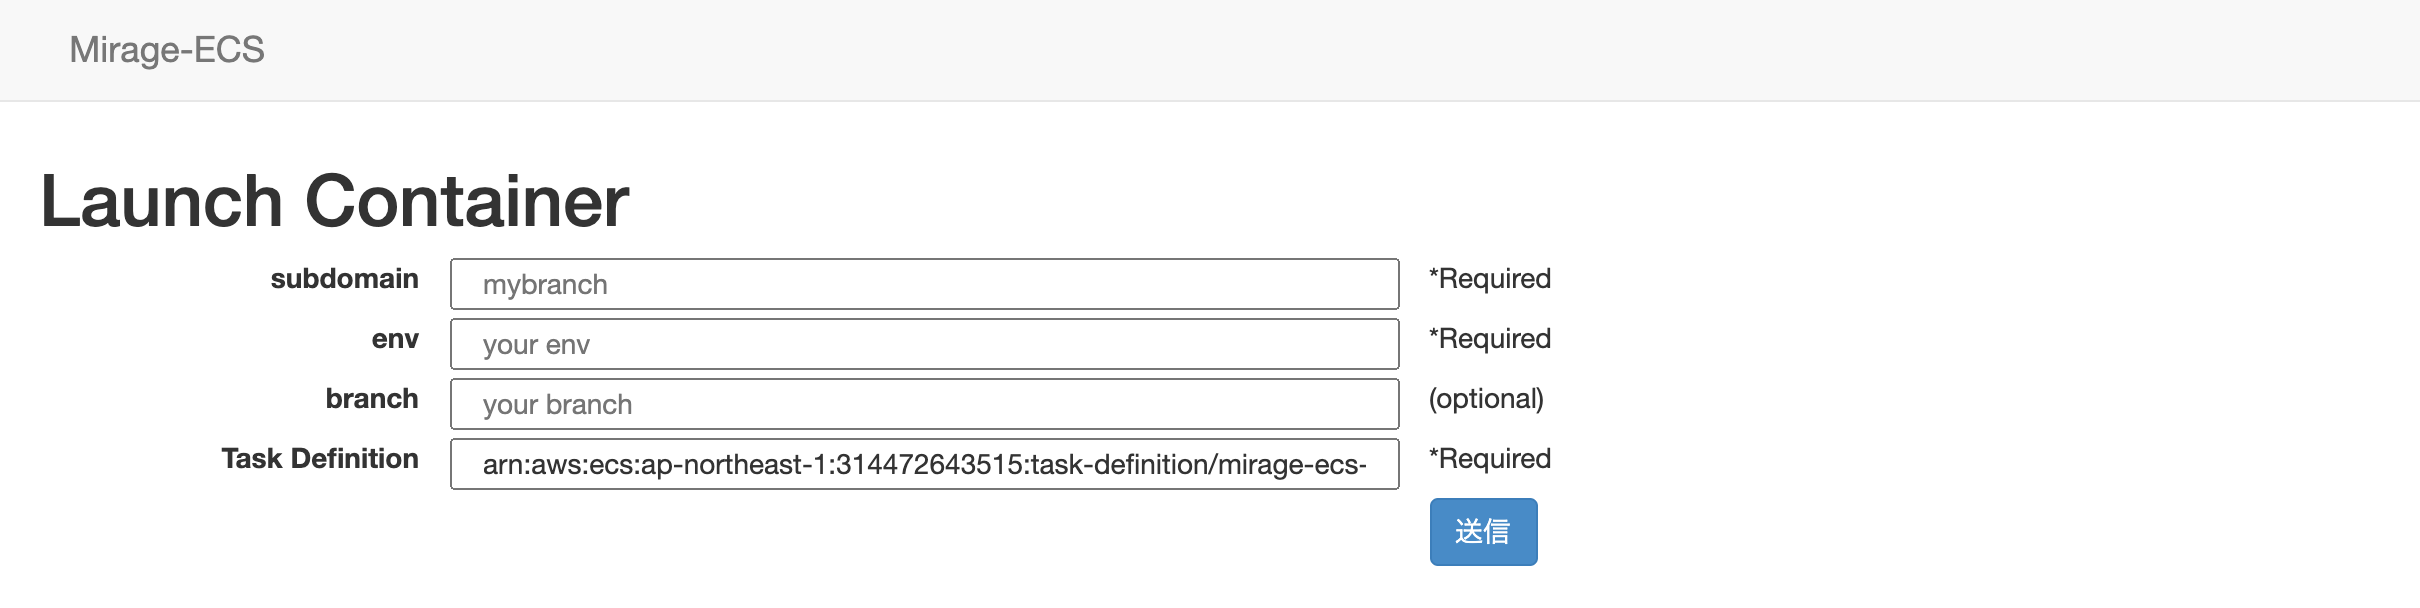 Mirage-ECS
Launch Container
subdomain mybranch *Required
env your env *Required
branch your branch (optional)
Task Definition arn:aws:ecs:ap-northeast-1:314472643515:task-definition/mirage-ecs- *Required
送信